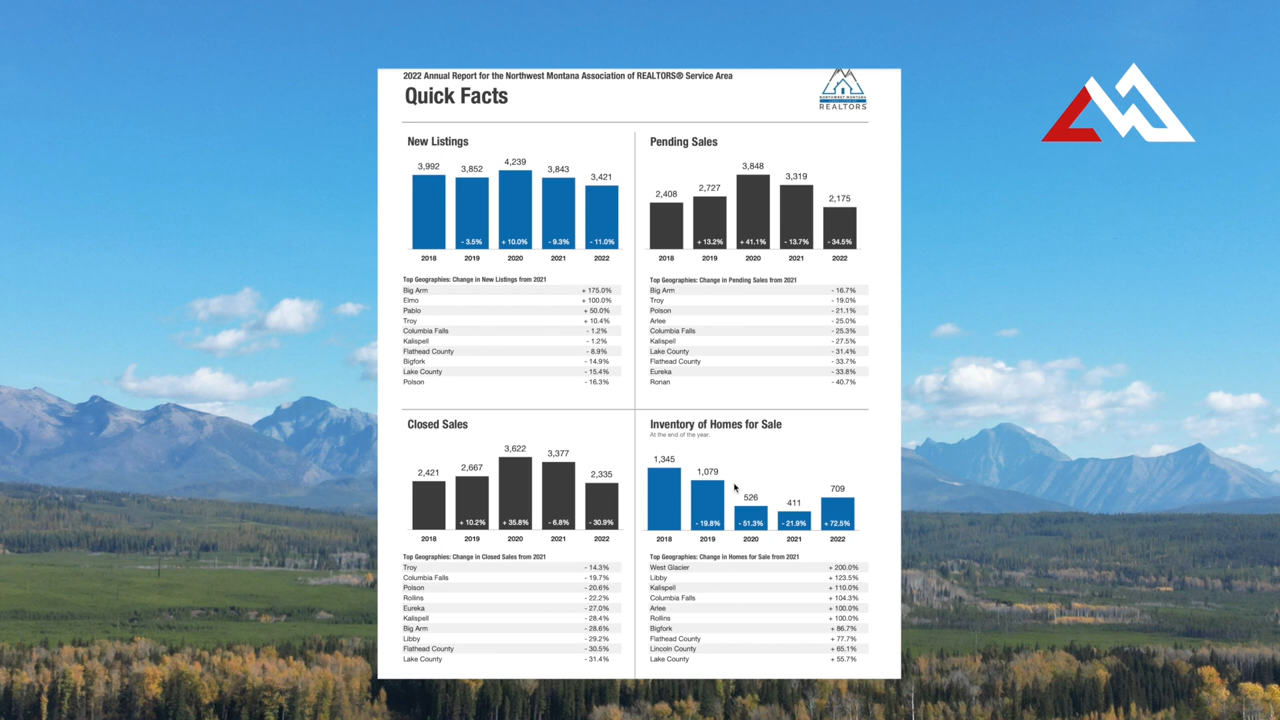 2022 Annual Report for the Northwest Montana Association of REALTORS® Service Area
Quick Facts
NORTHWEST MONTANA
REALTORS
New Listings
3,992
3,852
4,239
3,843
3,421
- 3.5%
+ 10.0%
- 9.3%
- 11.0%
2018
2019
2020
2021
2022
Top Geographies: Change in New Listings from 2021
Big Arm + 175.0%
Elmo + 100.0%
Pablo + 50.0%
Troy + 10.4%
Columbia Falls - 1.2%
Kalispell - 1.2%
Flathead County - 8.9%
Bigfork - 14.9%
Lake County - 15.4%
Polson - 16.3%
Pending Sales
2,408
2,727
3,848
3,319
2,175
+ 13.2%
+ 41.1%
- 13.7%
- 34.5%
2018
2019
2020
2021
2022
Top Geographies: Change in Pending Sales from 2021
Big Arm - 16.7%
Troy - 19.0%
Polson - 21.1%
Arlee - 25.0%
Columbia Falls - 25.3%
Kalispell - 27.5%
Lake County - 31.4%
Flathead County - 33.7%
Eureka - 33.8%
Ronan - 40.7%
Closed Sales
2,421
2,667
3,622
3,377
2,335
+ 10.2%
+ 35.8%
- 6.8%
- 30.9%
2018
2019
2020
2021
2022
Top Geographies: Change in Closed Sales from 2021
Troy - 14.3%
Columbia Falls - 19.7%
Polson - 20.6%
Rollins - 22.2%
Eureka - 27.0%
Kalispell - 28.4%
Big Arm - 28.6%
Libby - 29.2%
Flathead County - 30.5%
Lake County - 31.4%
Inventory of Homes for Sale
At the end of the year.
1,345
1,079
526
411
709
- 19.8%
- 51.3%
- 21.9%
+ 72.5%
2018
2019
2020
2021
2022
Top Geographies: Change in Homes for Sale from 2021
West Glacier + 200.0%
Libby + 123.5%
Kalispell + 110.0%
Columbia Falls + 104.3%
Arlee + 100.0%
Rollins + 100.0%
Bigfork + 86.7%
Flathead County + 77.7%
Lincoln County + 65.1%
Lake County + 55.7%